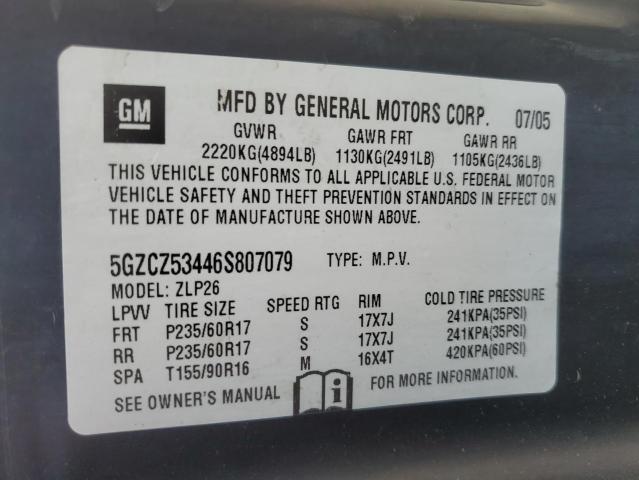 GM
MFD BY GENERAL MOTORS CORP. 07/05
GVWR GAWR FRT GAWR RR
2220KG(4894LB) 1130KG(2491LB) 1105KG(2436LB)
THIS VEHICLE CONFORMS TO ALL APPLICABLE U.S. FEDERAL MOTOR
VEHICLE SAFETY AND THEFT PREVENTION STANDARDS IN EFFECT ON
THE DATE OF MANUFACTURE SHOWN ABOVE.
5GZCZ53446S807079 TYPE: M.P.V.
MODEL: ZLP26
LPVV TIRE SIZE SPEED RTG RIM COLD TIRE PRESSURE
FRT P235/60R17 S 17X7J 241KPA(35PSI)
RR P235/60R17 S 17X7J 241KPA(35PSI)
SPA T155/90R16 M 16X4T 420KPA(60PSI)
SEE OWNER'S MANUAL i FOR MORE INFORMATION.